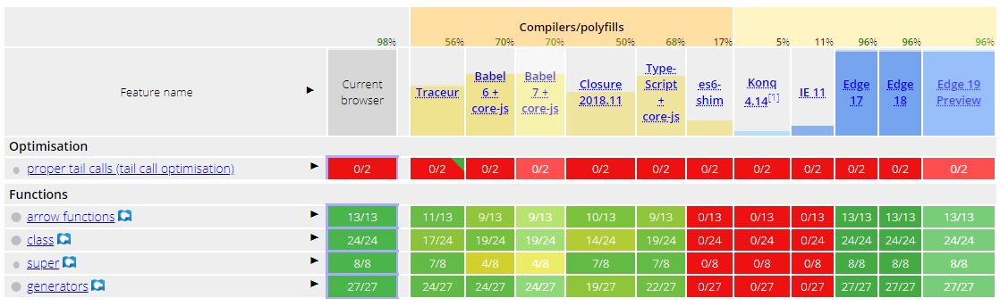 Compilers/polyfills
98% 56% 70% 70% 50% 68% 17% 5% 11% 96% 96% 96%
Feature name Current browser Traceur Babel 6 + core-js Babel 7 + core-js Closure 2018.11 Type-Script + core-js es6-shim Konq 4.14[1] IE 11 Edge 17 Edge 18 Edge 19 Preview
Optimisation
proper tail calls (tail call optimisation) 0/2 0/2 0/2 0/2 0/2 0/2 0/2 0/2 0/2 0/2 0/2 0/2
Functions
arrow functions 13/13 11/13 9/13 9/13 10/13 9/13 0/13 0/13 0/13 13/13 13/13 13/13
class 24/24 17/24 19/24 19/24 14/24 19/24 0/24 0/24 0/24 24/24 24/24 24/24
super 8/8 7/8 4/8 4/8 7/8 7/8 0/8 0/8 0/8 8/8 8/8 8/8
generators 27/27 24/27 24/27 24/27 19/27 22/27 0/27 0/27 0/27 27/27 27/27 27/27